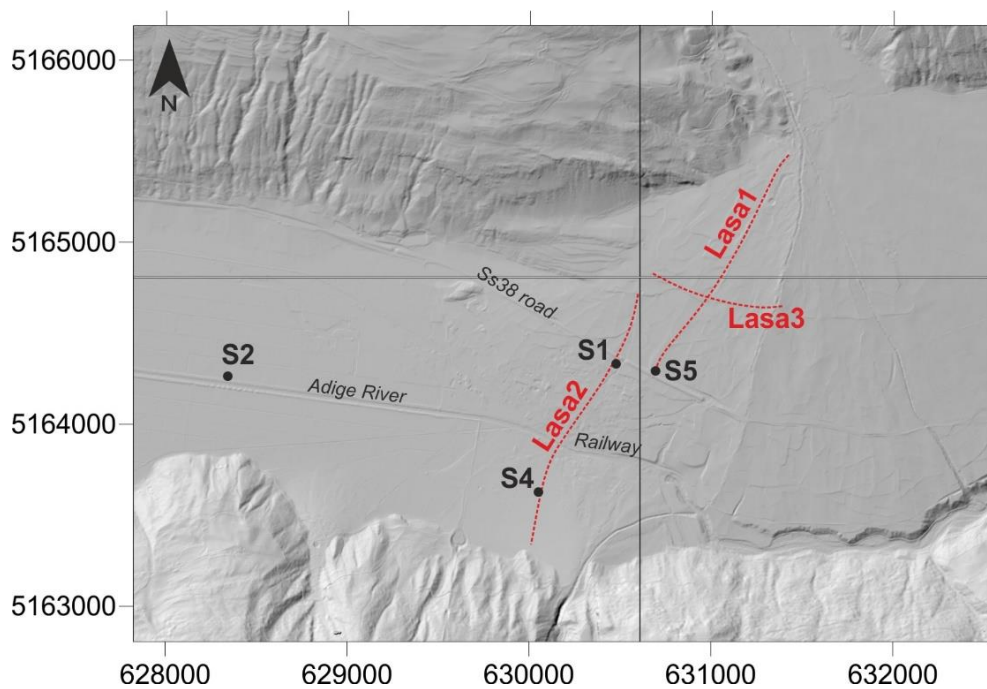 5166000
N
Lasa1
5165000
Ss38 road
Lasa3
S1
S2
S5
Adige River
Lasa2
5164000
Railway
S4
5163000
628000 629000 630000 631000 632000